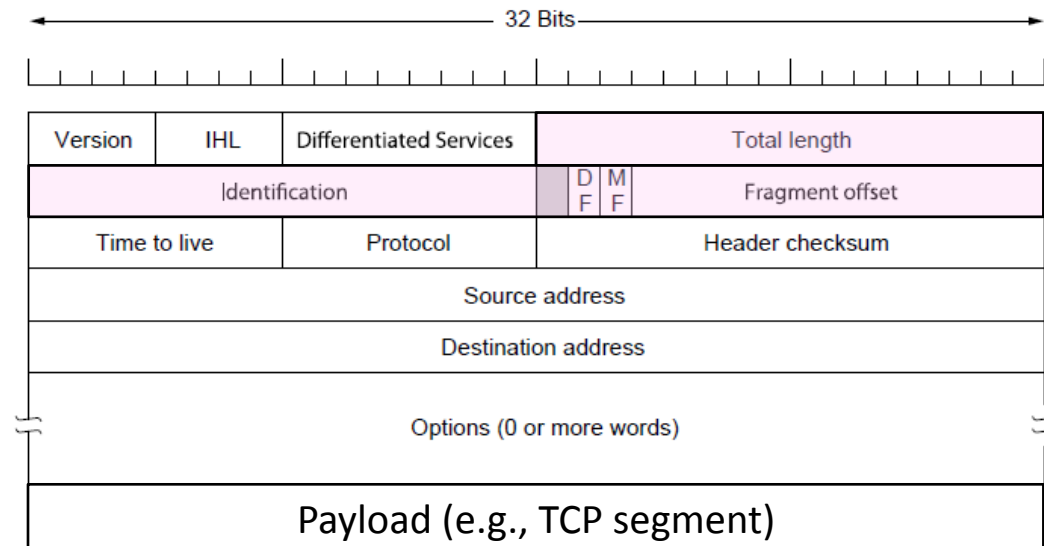 32 Bits
Version IHL Differentiated Services Total length
Identification D F M F Fragment offset
Time to live Protocol Header checksum
Source address
Destination address
Options (0 or more words)
Payload (e.g., TCP segment)